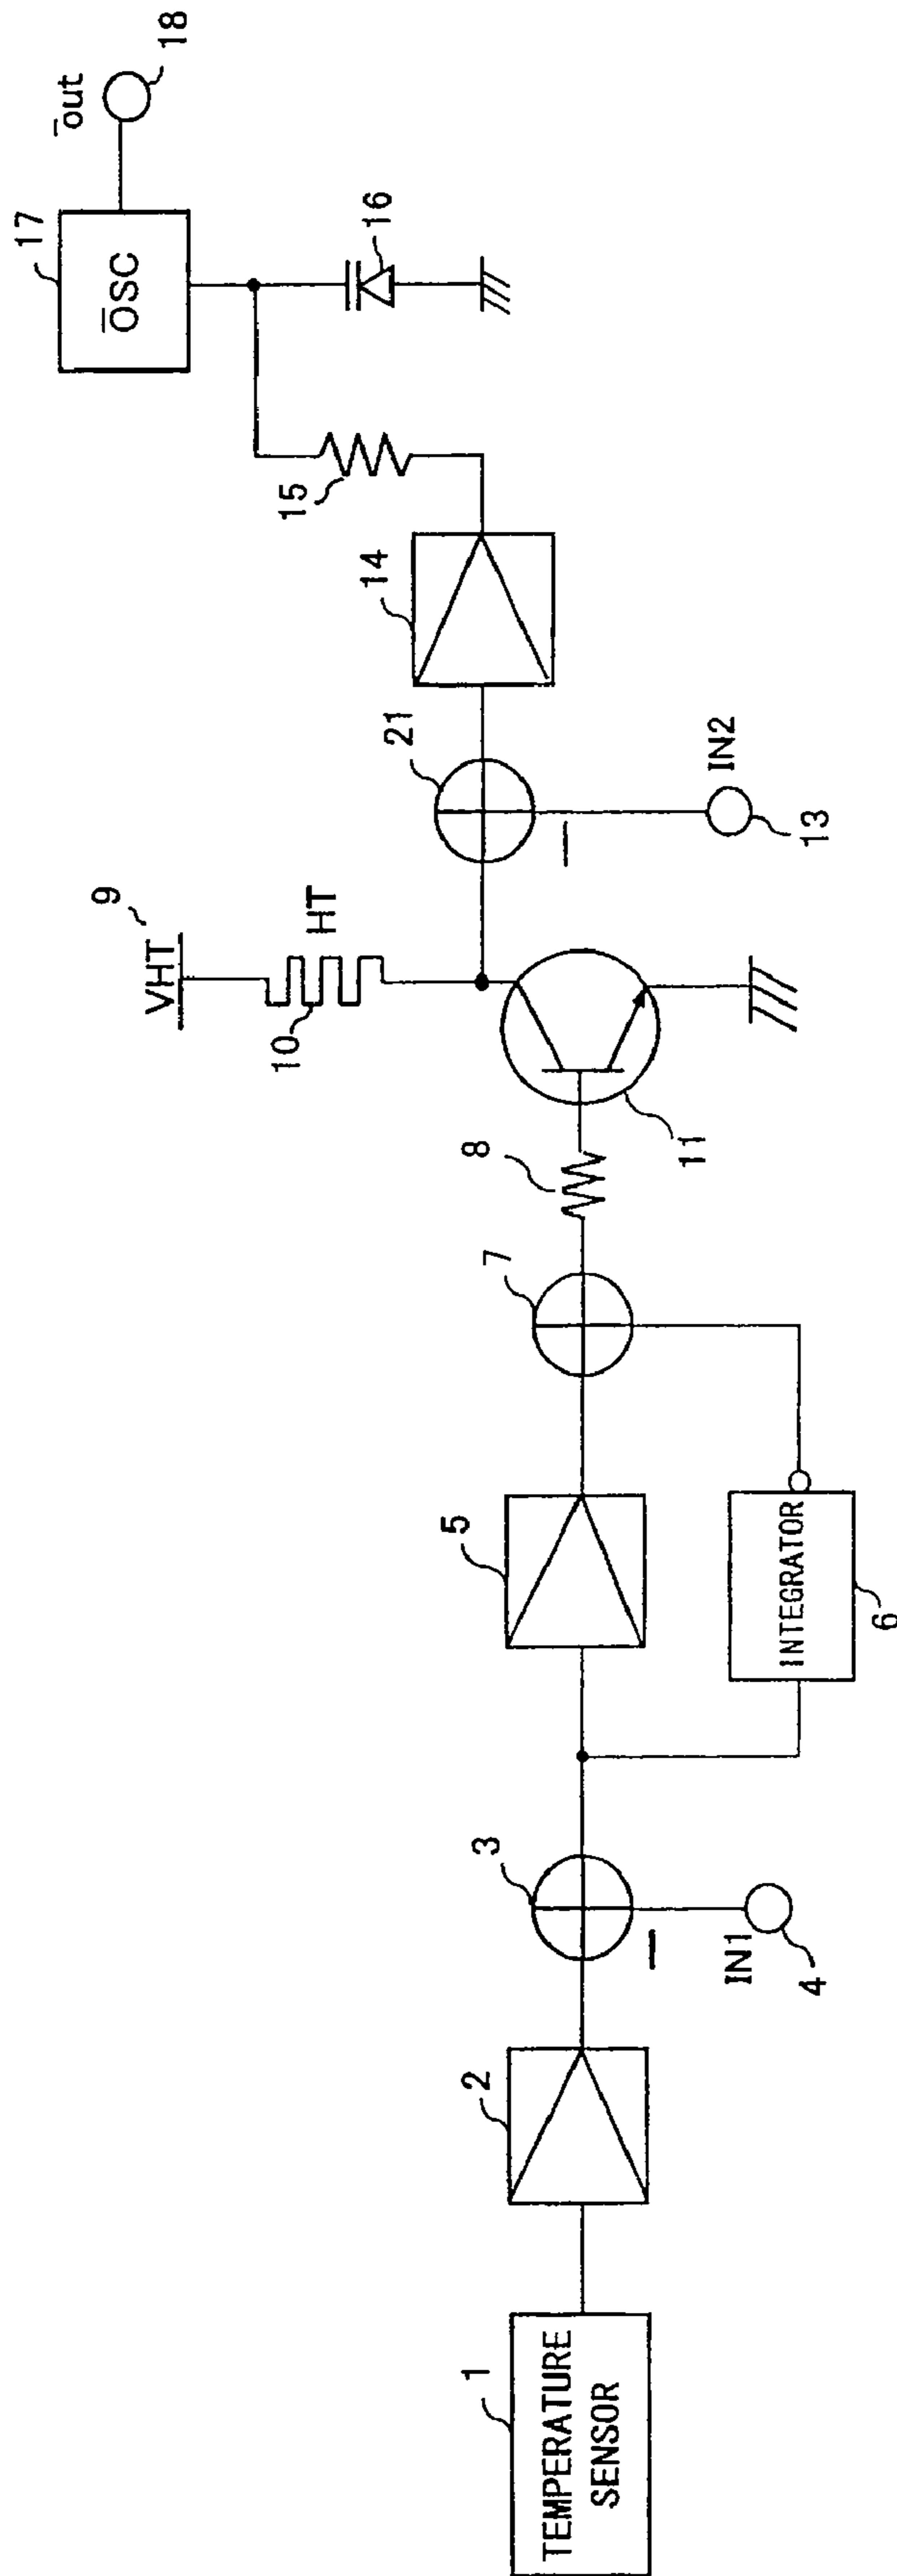 1
TEMPERATURE
SENSOR
2
3
IN1
4
5
INTEGRATOR
6
7
8
VHT
9
HT
10
11
21
IN2
13
14
15
16
17
OSC
out
18